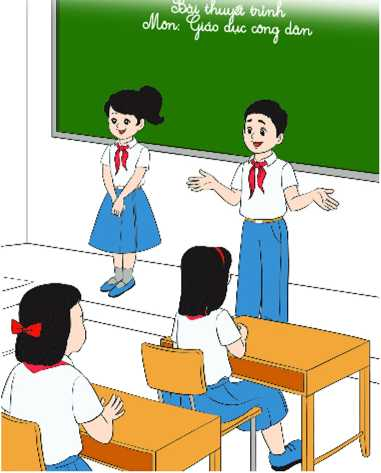 Bài thuyết trình
Môn: Giáo dục công dân